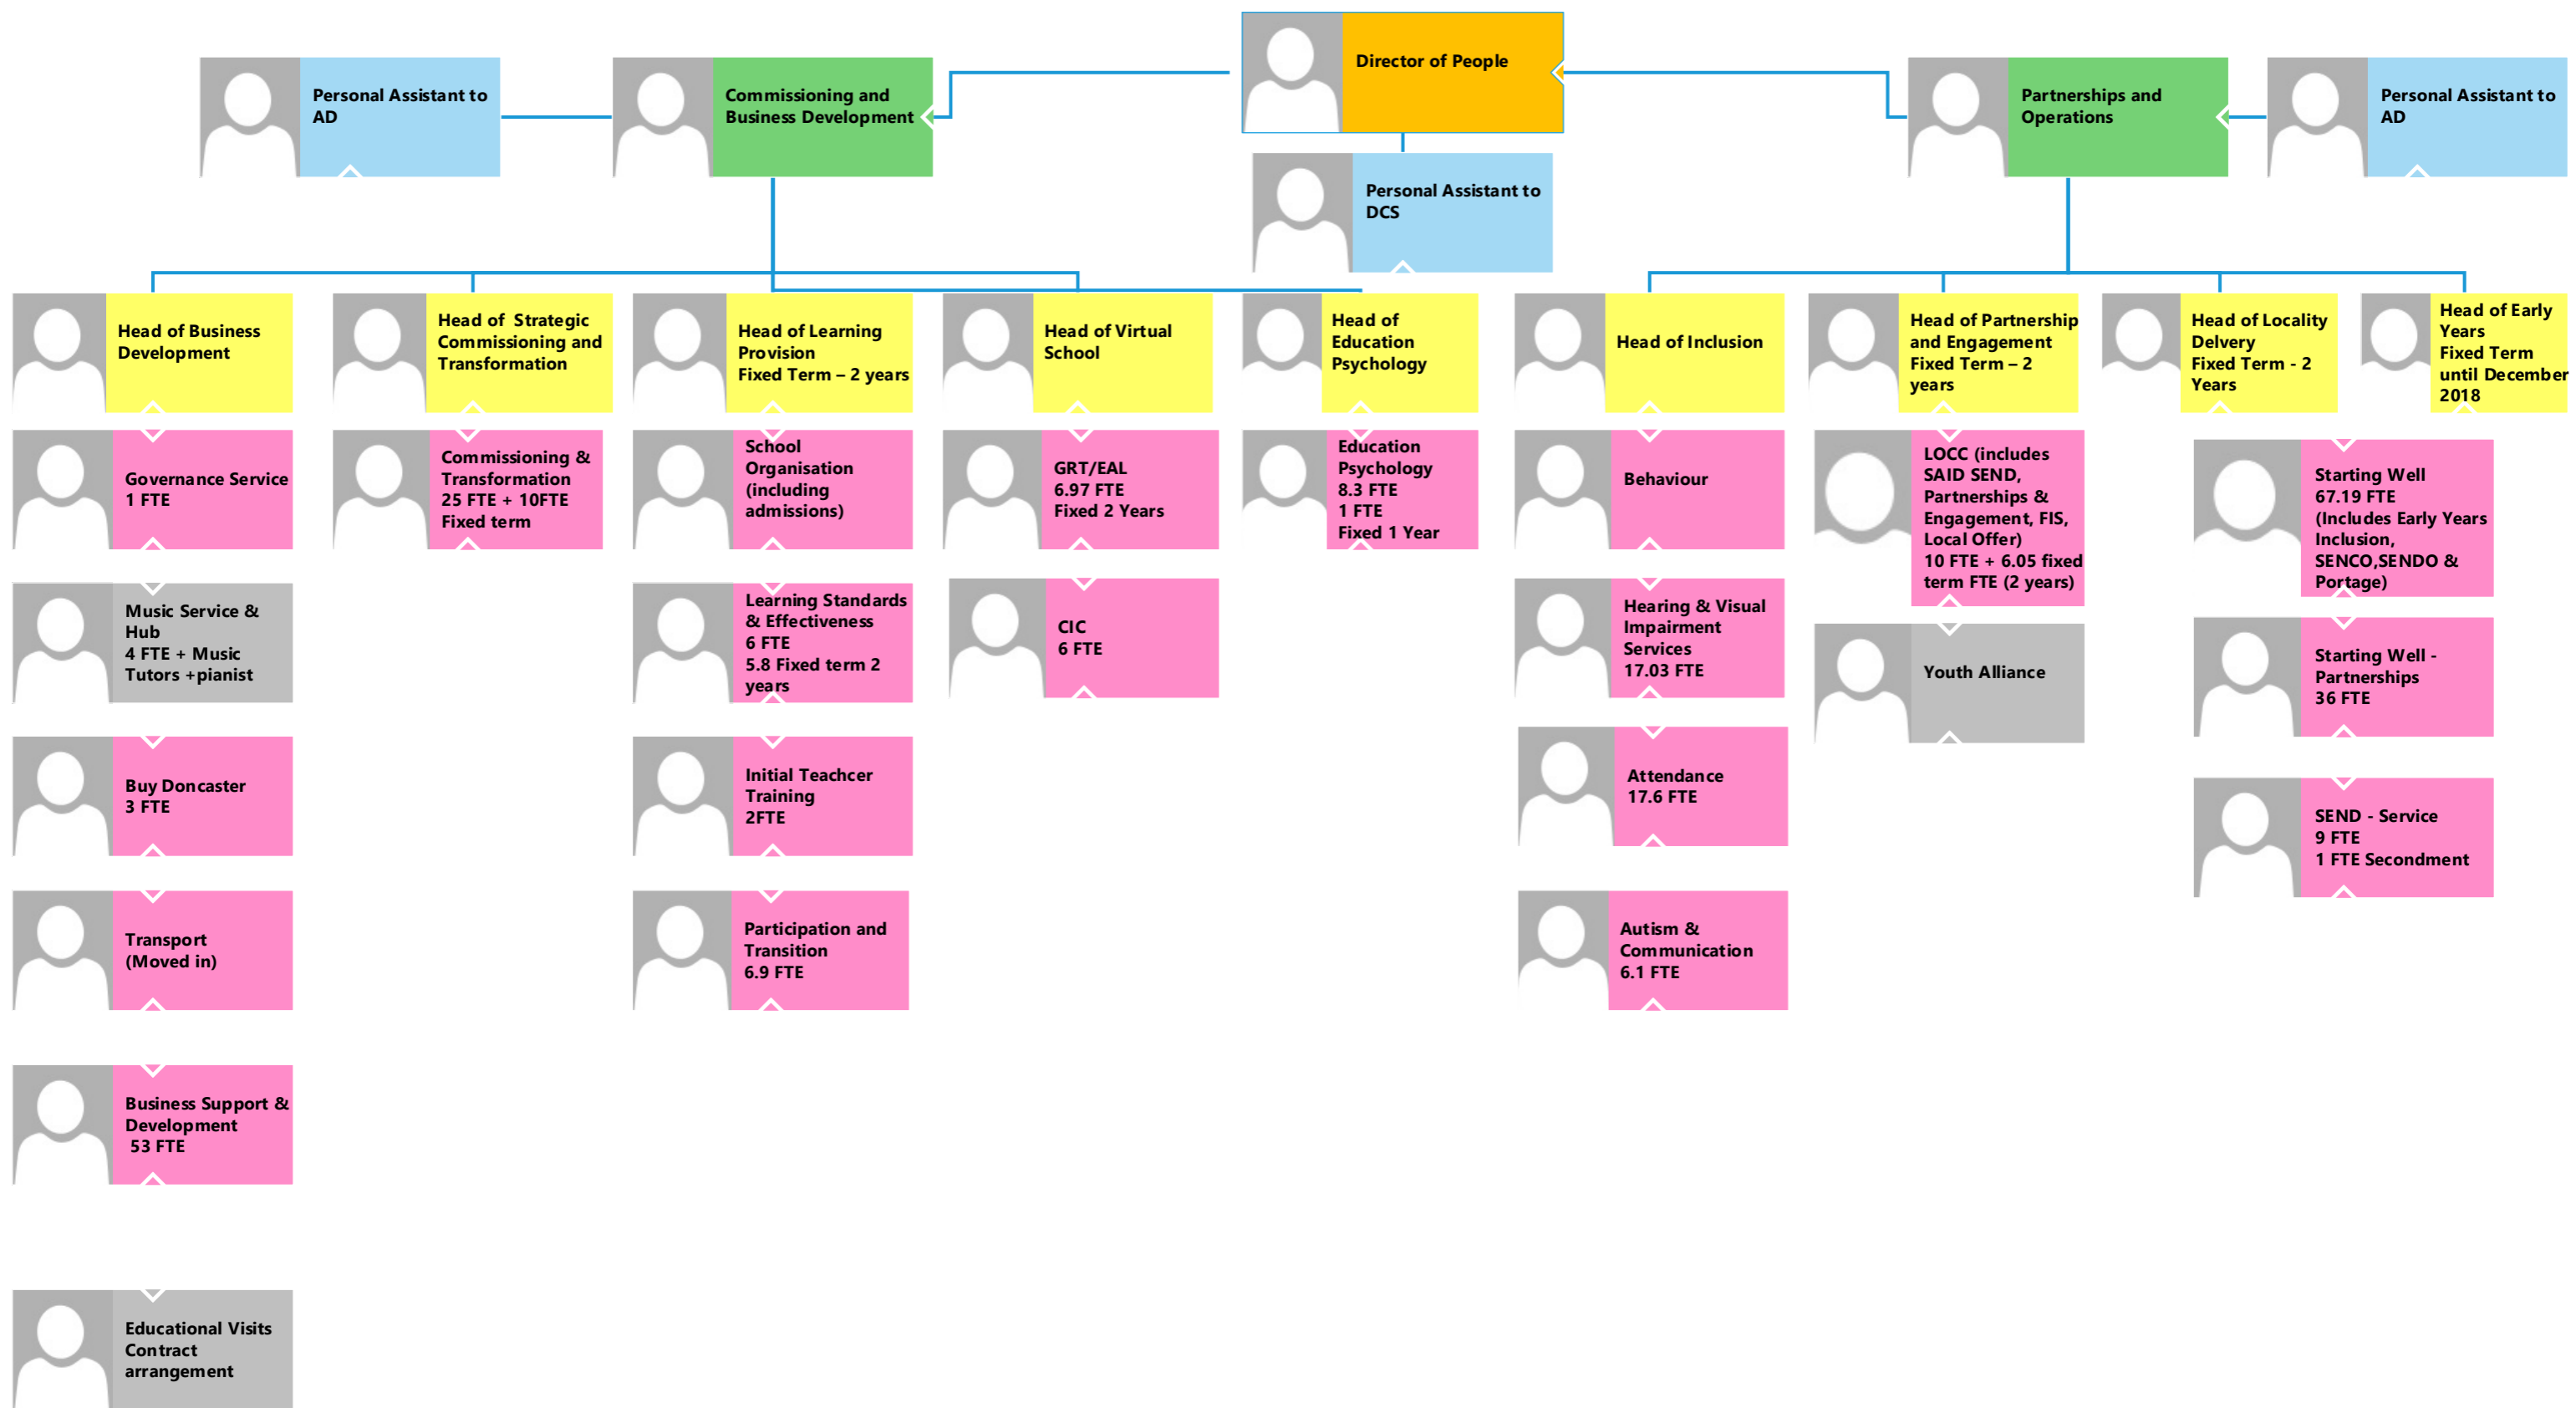 Director of People
Personal Assistant to
AD
Commissioning and
Business Development
Partnerships and
Operations
Personal Assistant to
AD
Personal Assistant to
DCS
Head of Business
Development
Head of  Strategic
Commissioning and
Transformation
Head of Learning
Provision
Fixed Term – 2 years
Head of Virtual
School
Head of
Education
Psychology
Head of Inclusion
Head of Partnership
and Engagement
Fixed Term – 2
years
Head of Locality
Delvery
Fixed Term - 2
Years
Head of Early
Years
Fixed Term
until December
2018
Governance Service
1 FTE
Commissioning &
Transformation
25 FTE + 10FTE
Fixed term
School
Organisation
(including
admissions)
GRT/EAL
6.97 FTE
Fixed 2 Years
Education
Psychology
8.3 FTE
1 FTE
Fixed 1 Year
Behaviour
LOCC (includes
SAID SEND,
Partnerships &
Engagement, FIS,
Local Offer)
10 FTE + 6.05 fixed
term FTE (2 years)
Starting Well
67.19 FTE
(Includes Early Years
Inclusion,
SENCO,SENDO &
Portage)
Music Service &
Hub
4 FTE + Music
Tutors +pianist
Learning Standards
& Effectiveness
6 FTE
5.8 Fixed term 2
years
CIC
6 FTE
Hearing & Visual
Impairment
Services
17.03 FTE
Youth Alliance
Starting Well -
Partnerships
36 FTE
Buy Doncaster
3 FTE
Initial Teachcer
Training
2FTE
Attendance
17.6 FTE
SEND - Service
9 FTE
1 FTE Secondment
Transport
(Moved in)
Participation and
Transition
6.9 FTE
Autism &
Communication
6.1 FTE
Business Support &
Development
53 FTE
Educational Visits
Contract
arrangement